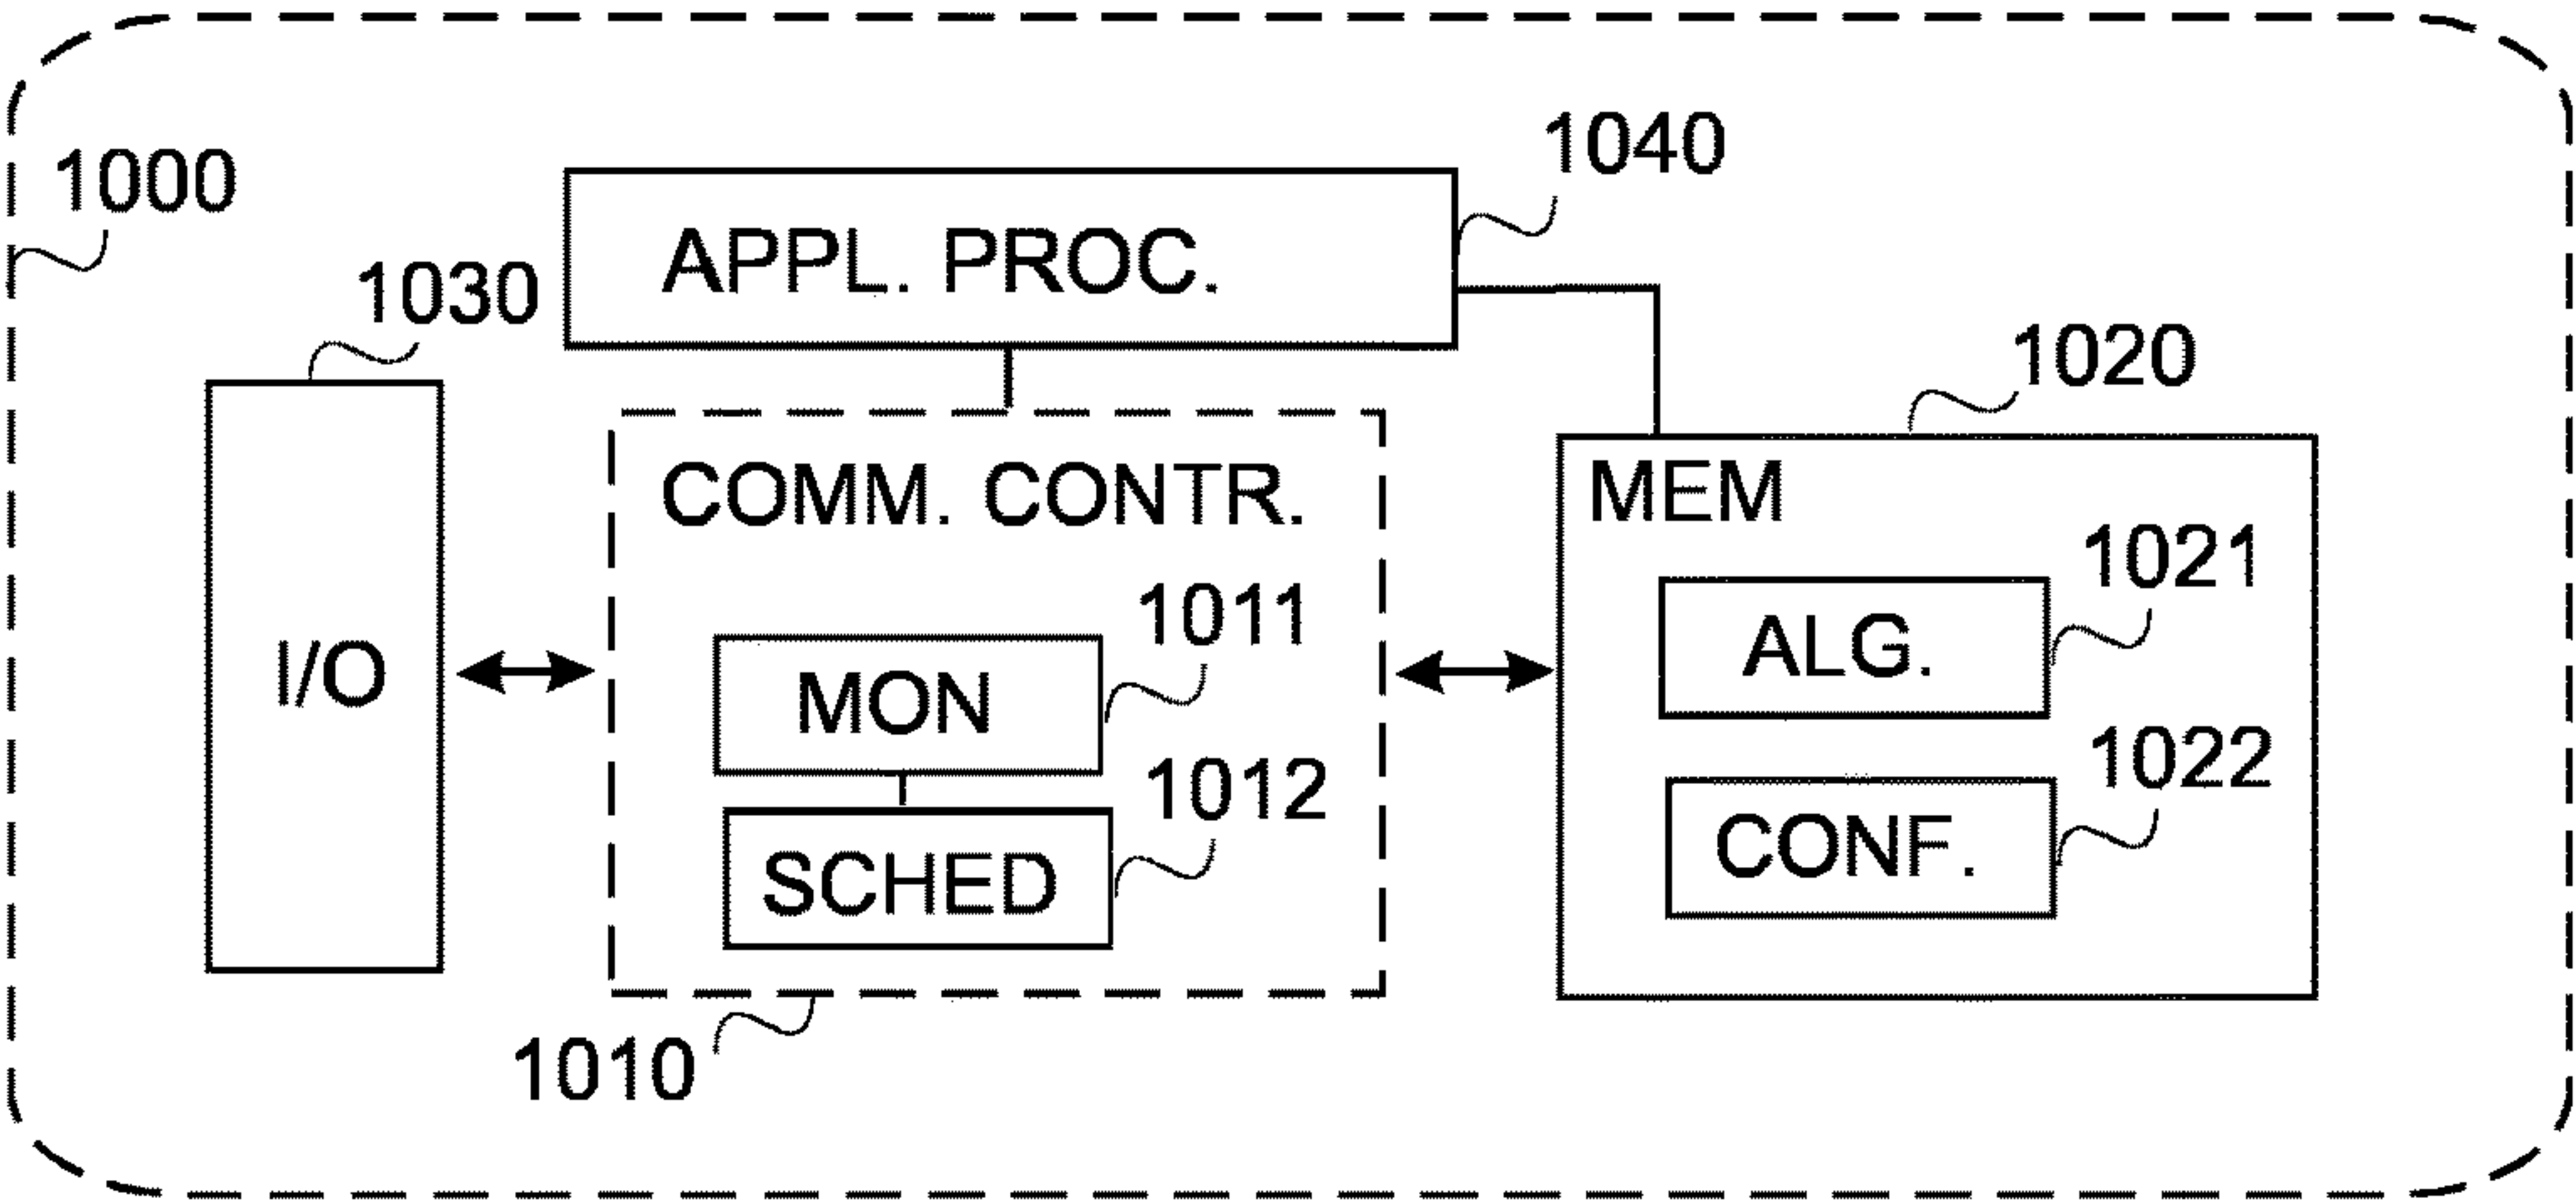 1000
1040
APPL. PROC.
1030
1020
I/O
COMM. CONTR.
MEM
1011
MON
1012
SCHED
1021
ALG.
1022
CONF.
1010